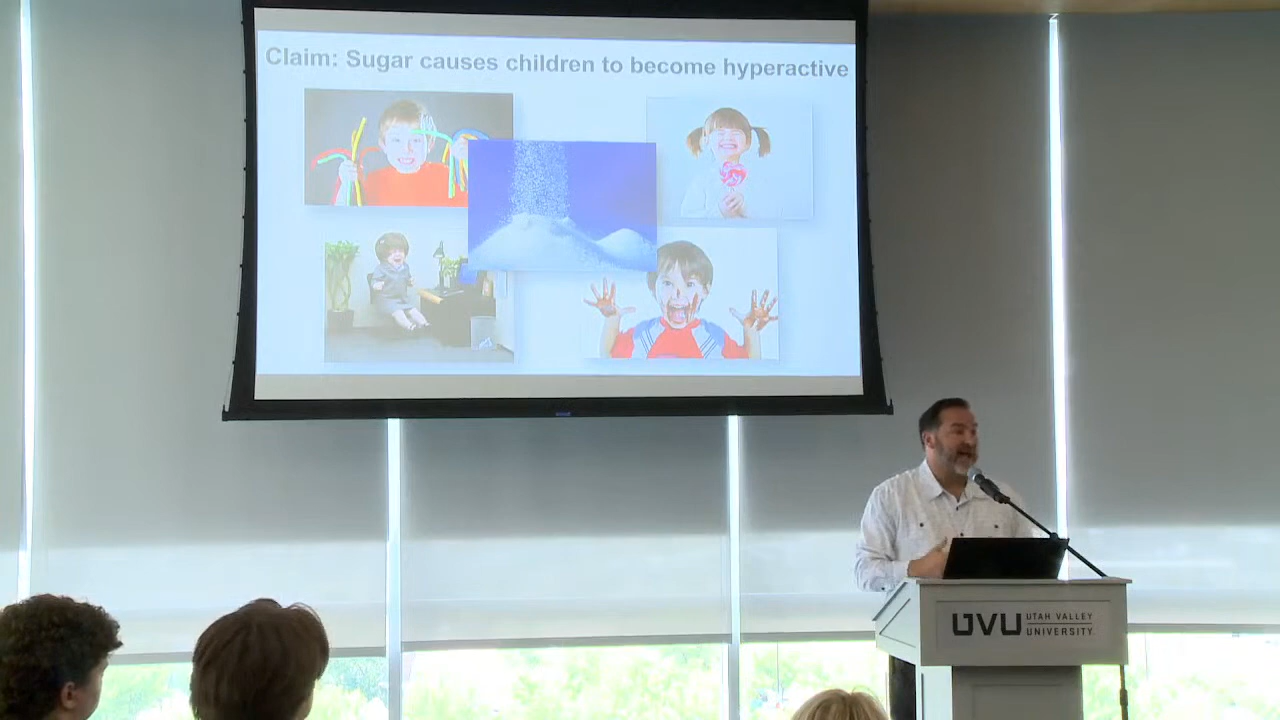 Claim: Sugar causes children to become hyperactive
UVU UTAH VALLEY
UNIVERSITY